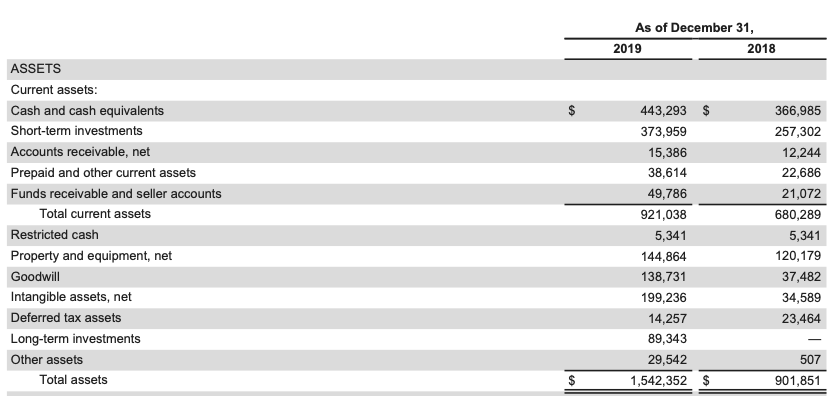 As of December 31,
2019 2018
ASSETS
Current assets:
Cash and cash equivalents $ 443,293 $ 366,985
Short-term investments 373,959 257,302
Accounts receivable, net 15,386 12,244
Prepaid and other current assets 38,614 22,686
Funds receivable and seller accounts 49,786 21,072
Total current assets 921,038 680,289
Restricted cash 5,341 5,341
Property and equipment, net 144,864 120,179
Goodwill 138,731 37,482
Intangible assets, net 199,236 34,589
Deferred tax assets 14,257 23,464
Long-term investments 89,343 —
Other assets 29,542 507
Total assets $ 1,542,352 $ 901,851